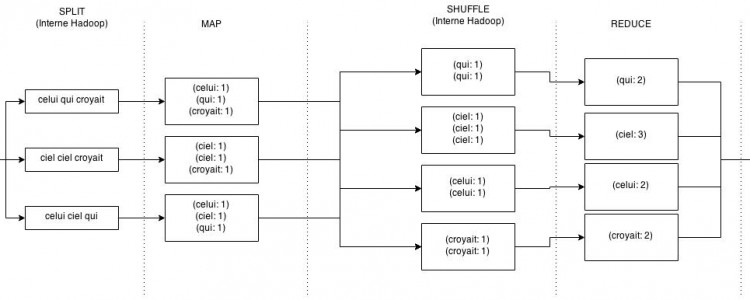 SPLIT
(Interne Hadoop)
MAP
SHUFFLE
(Interne Hadoop)
REDUCE
celui qui croyait
ciel ciel croyait
celui ciel qui
(celui: 1)
(qui: 1)
(croyait: 1)
(ciel: 1)
(ciel: 1)
(croyait: 1)
(celui: 1)
(ciel: 1)
(qui: 1)
(qui: 1)
(qui: 1)
(ciel: 1)
(ciel: 1)
(ciel: 1)
(celui: 1)
(celui: 1)
(croyait: 1)
(croyait: 1)
(qui: 2)
(ciel: 3)
(celui: 2)
(croyait: 2)